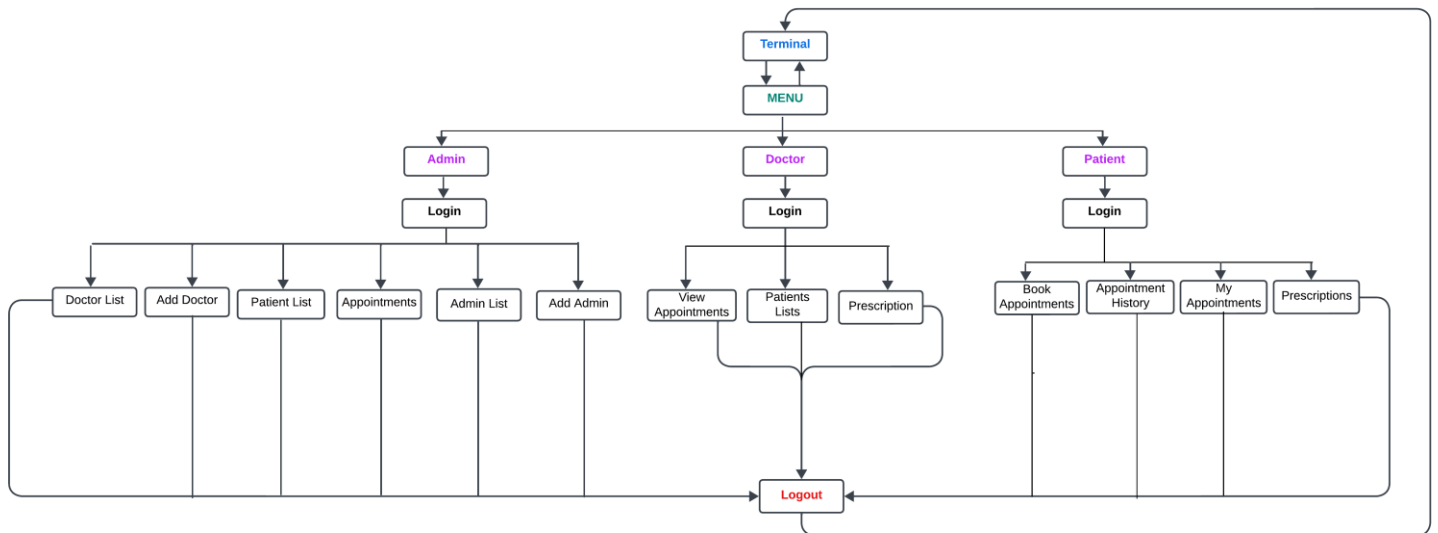 Terminal
MENU
Admin
Doctor
Patient
Login
Login
Login
Doctor List
Add Doctor
Patient List
Appointments
Admin List
Add Admin
View
Appointments
Patients
Lists
Prescription
Book
Appointments
Appointment
History
My
Appointments
Prescriptions
Logout